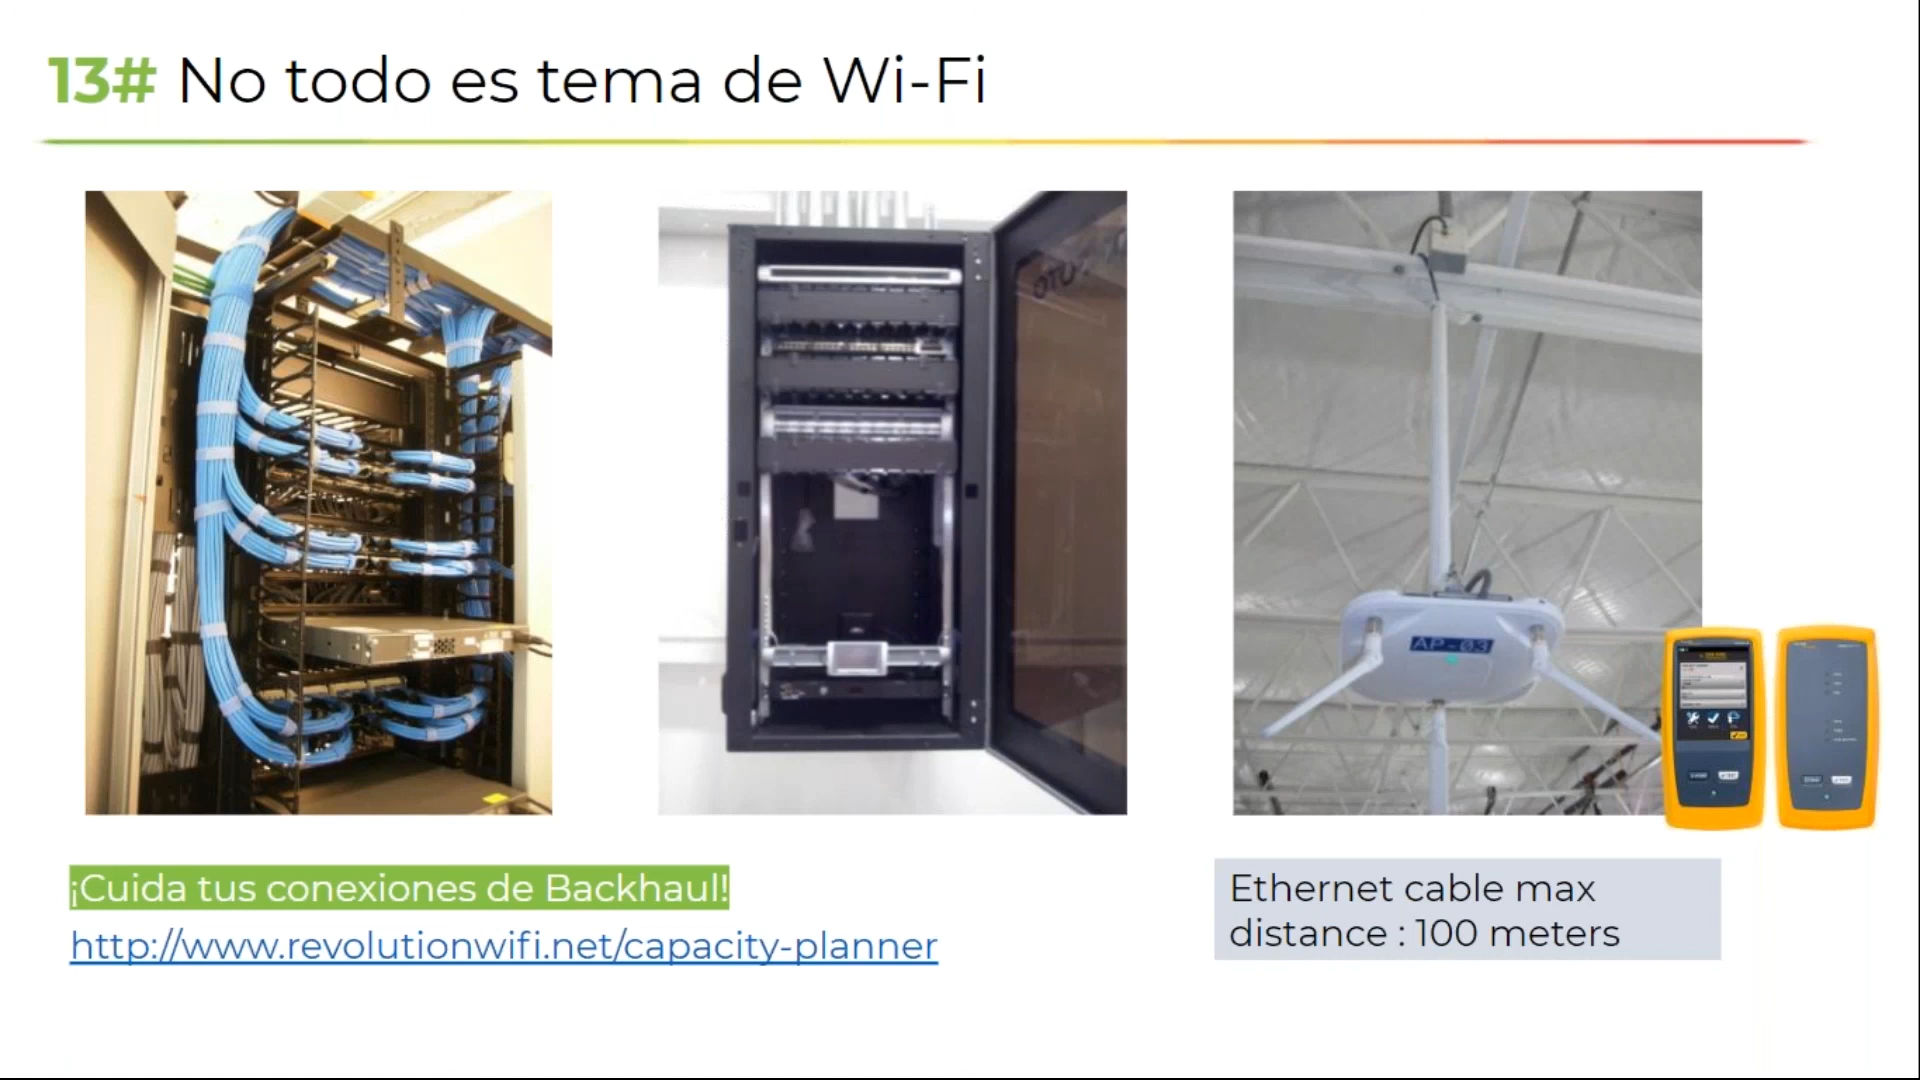 13# No todo es tema de Wi-Fi
AP-03
¡Cuida tus conexiones de Backhaul!
http://www.revolutionwifi.net/capacity-planner
Ethernet cable max
distance : 100 meters